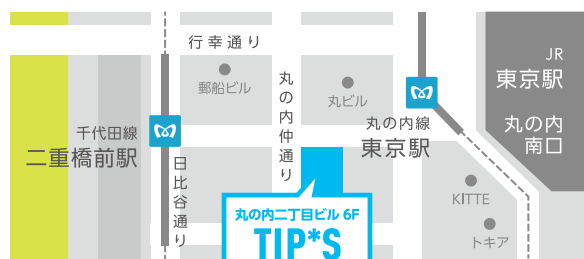 行幸通り
JR
東京駅
丸の内
南口
郵船ビル
丸ビル
丸の内仲通り
丸の内線
東京駅
千代田線
二重橋前駅
日比谷通り
KITTE
トキア
丸の内二丁目ビル 6F
TIP*S